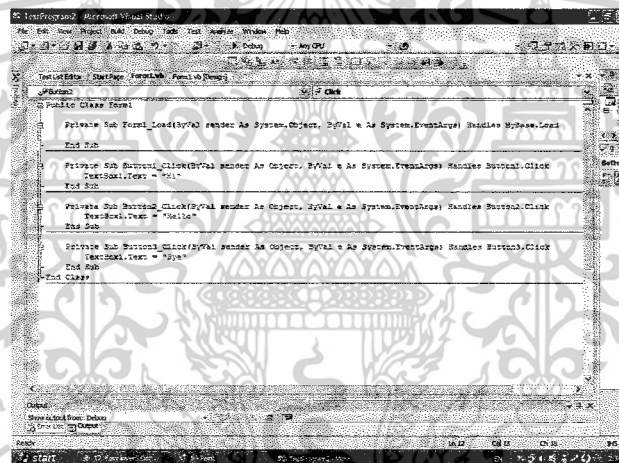 TestProgram2 - Microsoft Visual Studio
File Edit View Project Build Debug Tools Test Analyze Window Help
Debug Any CPU
Test List Editor Start Page Form1.vb Form1.vb [Design]
Button2 Click
Public Class Form1
Private Sub Form1_Load(ByVal sender As System.Object, ByVal e As System.EventArgs) Handles MyBase.Load
End Sub
Private Sub Button1_Click(ByVal sender As Object, ByVal e As System.EventArgs) Handles Button1.Click
TextBox1.Text = "Hi"
End Sub
Private Sub Button2_Click(ByVal sender As Object, ByVal e As System.EventArgs) Handles Button2.Click
TextBox1.Text = "Hello"
End Sub
Private Sub Button3_Click(ByVal sender As Object, ByVal e As System.EventArgs) Handles Button3.Click
TextBox1.Text = "Bye"
End Sub
End Class
Output
Show output from: Debug
Error List Output
Ready Col 18 Ch 18 INS
start EN